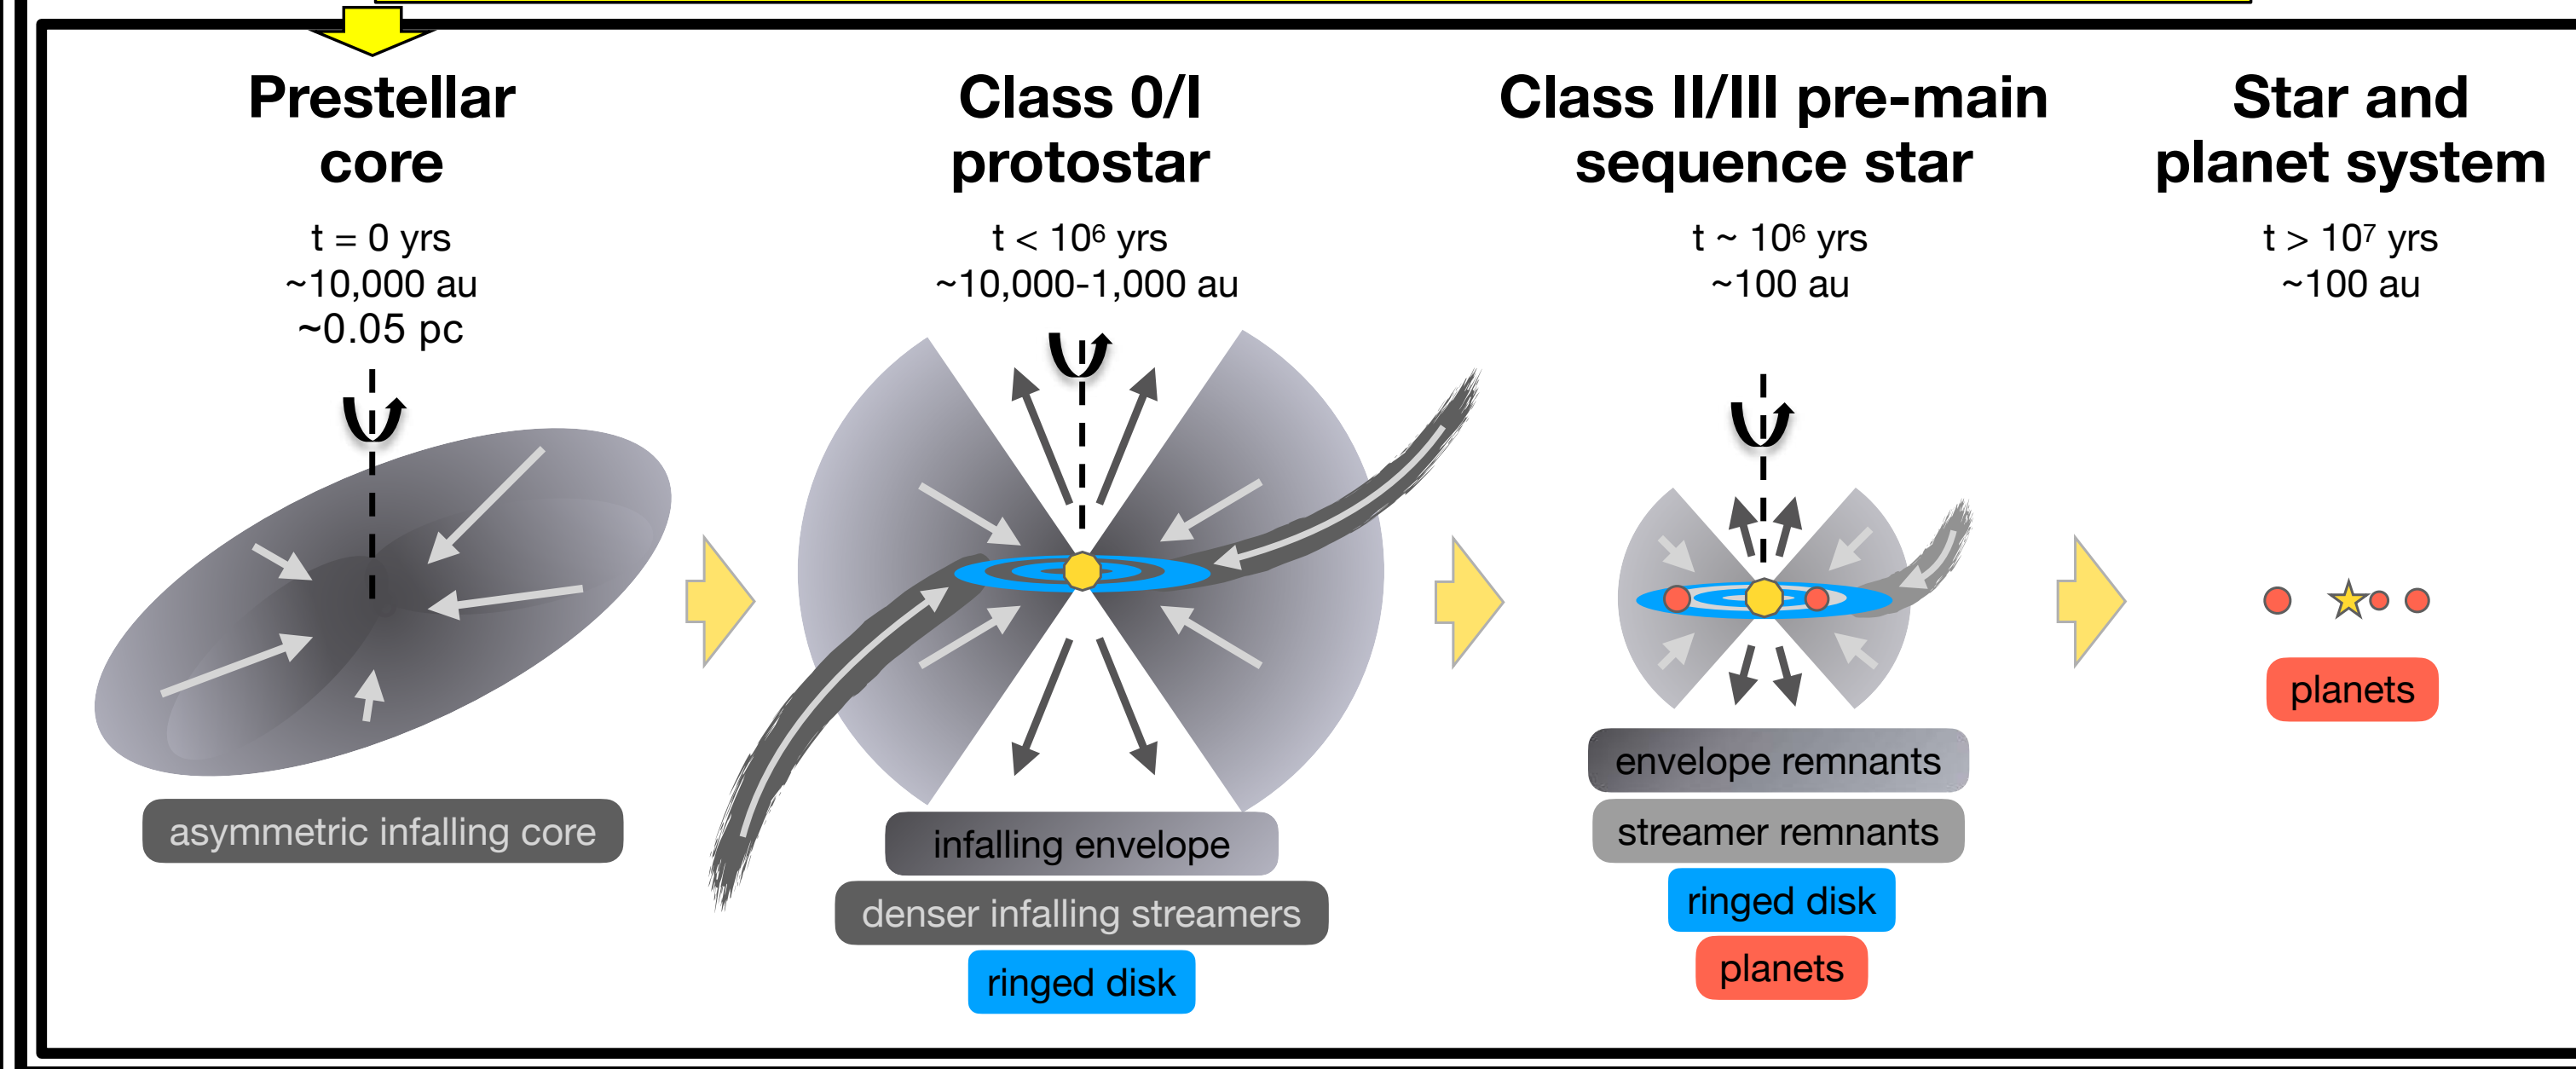 Prestellar
core
t = 0 yrs
~10,000 au
~0.05 pc
asymmetric infalling core
Class 0/I
protostar
t < 10⁶ yrs
~10,000-1,000 au
infalling envelope
denser infalling streamers
ringed disk
Class II/III pre-main
sequence star
t ~ 10⁶ yrs
~100 au
envelope remnants
streamer remnants
ringed disk
planets
Star and
planet system
t > 10⁷ yrs
~100 au
planets